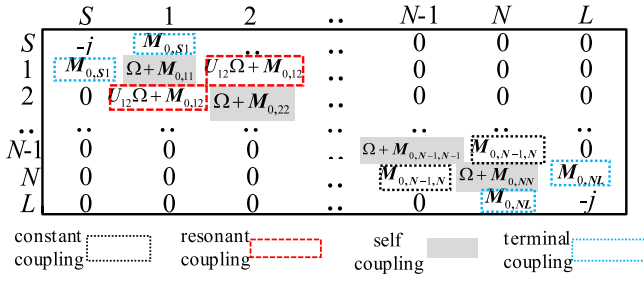 S 1 2 .. N-1 N L
S -j M0,S1 .. 0 0 0
1 M0,S1 Ω+M0,11 U12Ω+M0,12 .. 0 0 0
2 0 U12Ω+M0,12 Ω+M0,22 .. 0 0 0
.. .. .. .. .. .. ..
N-1 0 0 0 .. Ω+M0,N-1,N-1 M0,N-1,N 0
N 0 0 0 .. M0,N-1,N Ω+M0,NN M0,NL
L 0 0 0 .. 0 M0,NL -j
constant coupling
resonant coupling
self coupling
terminal coupling